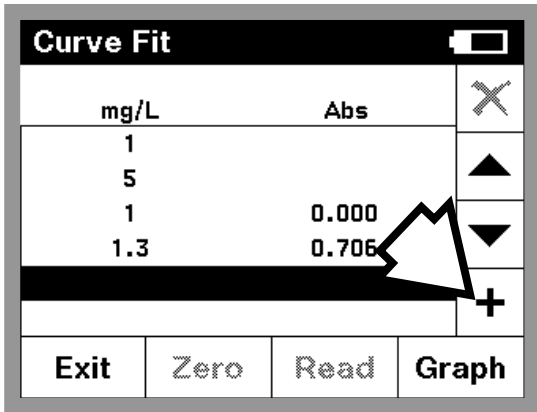 Curve Fit
mg/L Abs
1
5
1 0.000
1.3 0.706
+
Exit Zero Read Graph